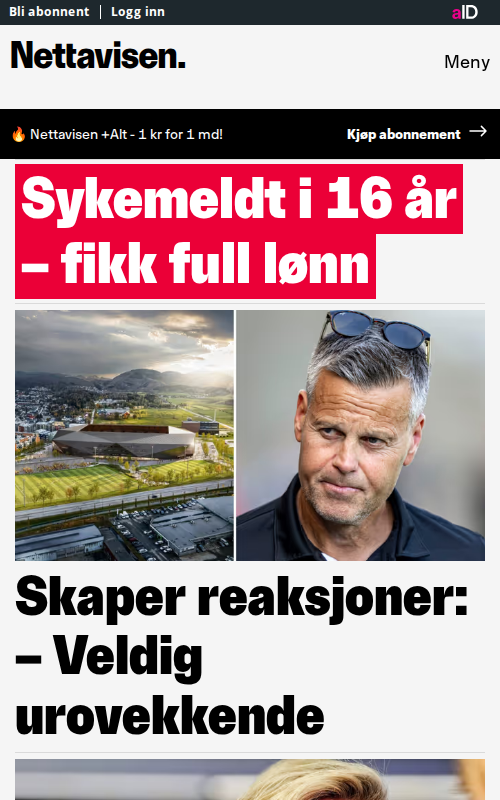 Bli abonnent | Logg inn aID
Nettavisen.
Meny
🔥 Nettavisen +Alt - 1 kr for 1 md! Kjøp abonnement →
Sykemeldt i 16 år
– fikk full lønn
Skaper reaksjoner:
– Veldig
urovekkende